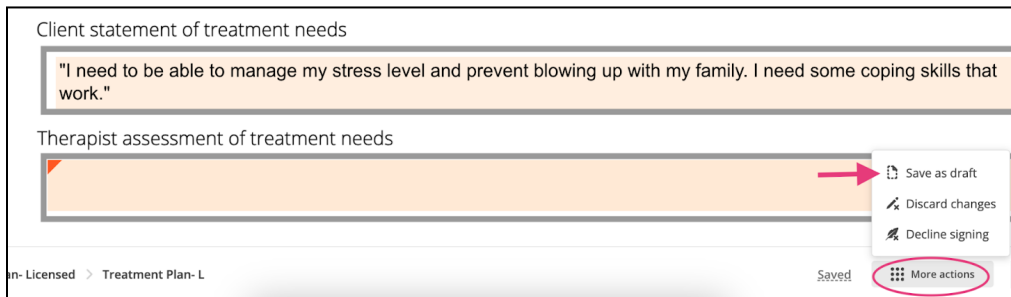 Client statement of treatment needs
"I need to be able to manage my stress level and prevent blowing up with my family. I need some coping skills that
work."
Therapist assessment of treatment needs
Save as draft
Discard changes
Decline signing
an- Licensed > Treatment Plan- L
Saved
More actions